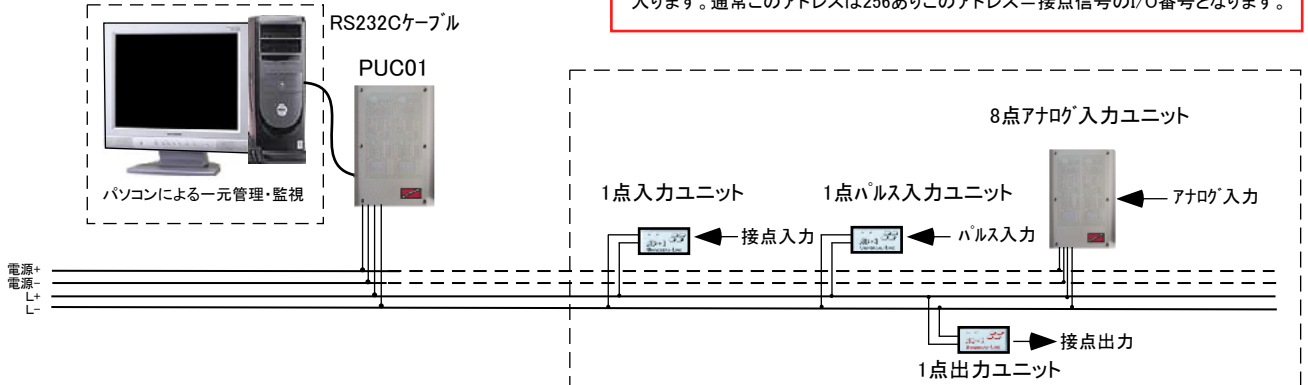 入ります。通常このアドレスは256ありこのアドレス＝接点信号のI/O番号となります。
RS232Cケーブル
PUC01
8点アナログ入力ユニット
パソコンによる一元管理・監視
1点入力ユニット
1点パルス入力ユニット
アナログ入力
接点入力
パルス入力
電源+
電源-
L+
L-
接点出力
1点出力ユニット